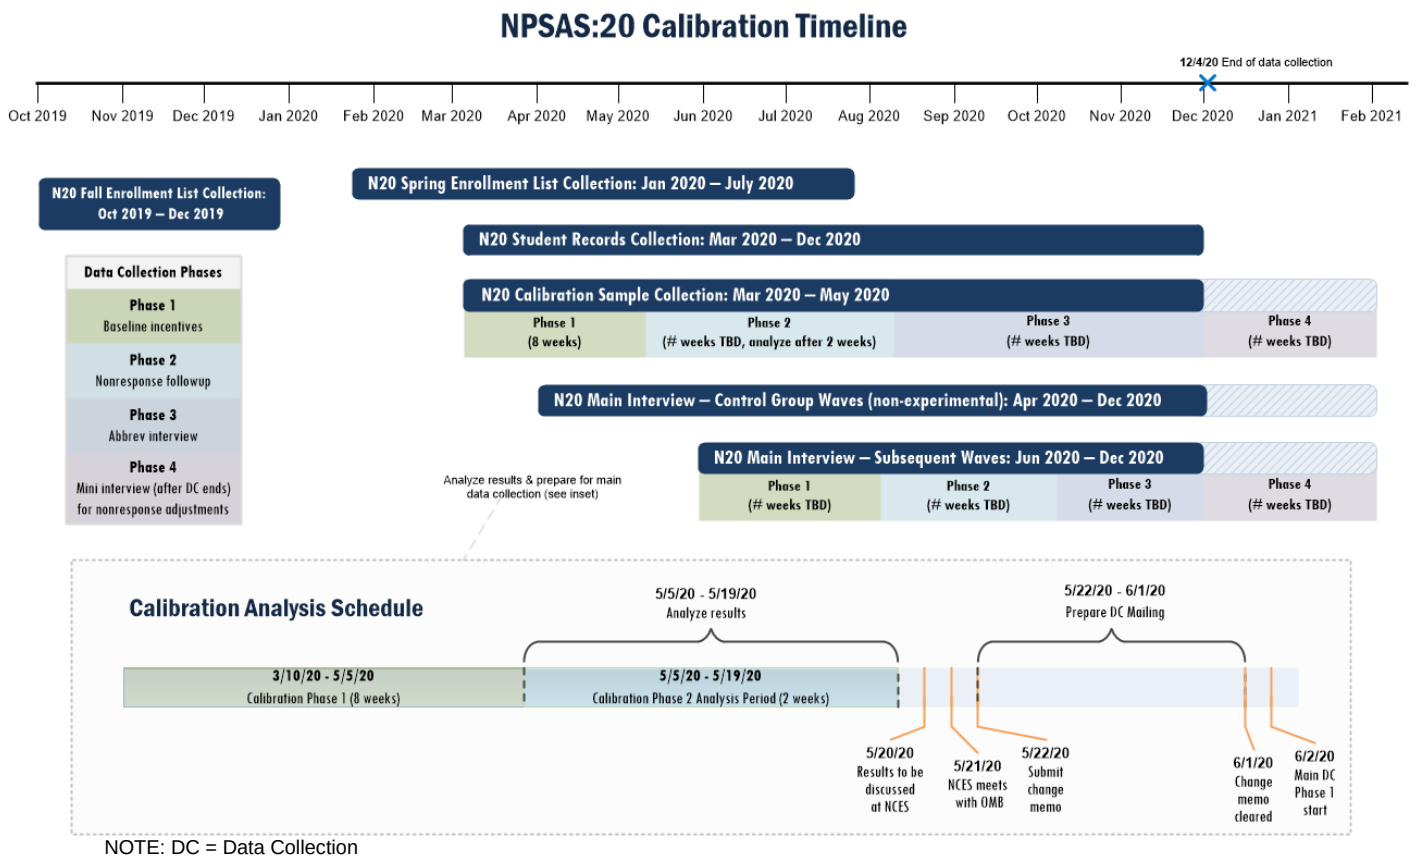 NPSAS:20 Calibration Timeline
12/4/20 End of data collection
Oct 2019 Nov 2019 Dec 2019 Jan 2020 Feb 2020 Mar 2020 Apr 2020 May 2020 Jun 2020 Jul 2020 Aug 2020 Sep 2020 Oct 2020 Nov 2020 Dec 2020 Jan 2021 Feb 2021
N20 Fall Enrollment List Collection:
Oct 2019 – Dec 2019
N20 Spring Enrollment List Collection: Jan 2020 – July 2020
N20 Student Records Collection: Mar 2020 – Dec 2020
Data Collection Phases
Phase 1
Baseline incentives
Phase 2
Nonresponse followup
Phase 3
Abbrev interview
Phase 4
Mini interview (after DC ends)
for nonresponse adjustments
N20 Calibration Sample Collection: Mar 2020 – May 2020
Phase 1
(8 weeks)
Phase 2
(# weeks TBD, analyze after 2 weeks)
Phase 3
(# weeks TBD)
Phase 4
(# weeks TBD)
N20 Main Interview – Control Group Waves (non-experimental): Apr 2020 – Dec 2020
N20 Main Interview – Subsequent Waves: Jun 2020 – Dec 2020
Phase 1
(# weeks TBD)
Phase 2
(# weeks TBD)
Phase 3
(# weeks TBD)
Phase 4
(# weeks TBD)
Analyze results & prepare for main
data collection (see inset)
Calibration Analysis Schedule
5/5/20 - 5/19/20
Analyze results
5/22/20 - 6/1/20
Prepare DC Mailing
3/10/20 - 5/5/20
Calibration Phase 1 (8 weeks)
5/5/20 - 5/19/20
Calibration Phase 2 Analysis Period (2 weeks)
5/20/20
Results to be
discussed
at NCES
5/21/20
NCES meets
with OMB
5/22/20
Submit
change
memo
6/1/20
Change
memo
cleared
6/2/20
Main DC
Phase 1
start
NOTE: DC = Data Collection